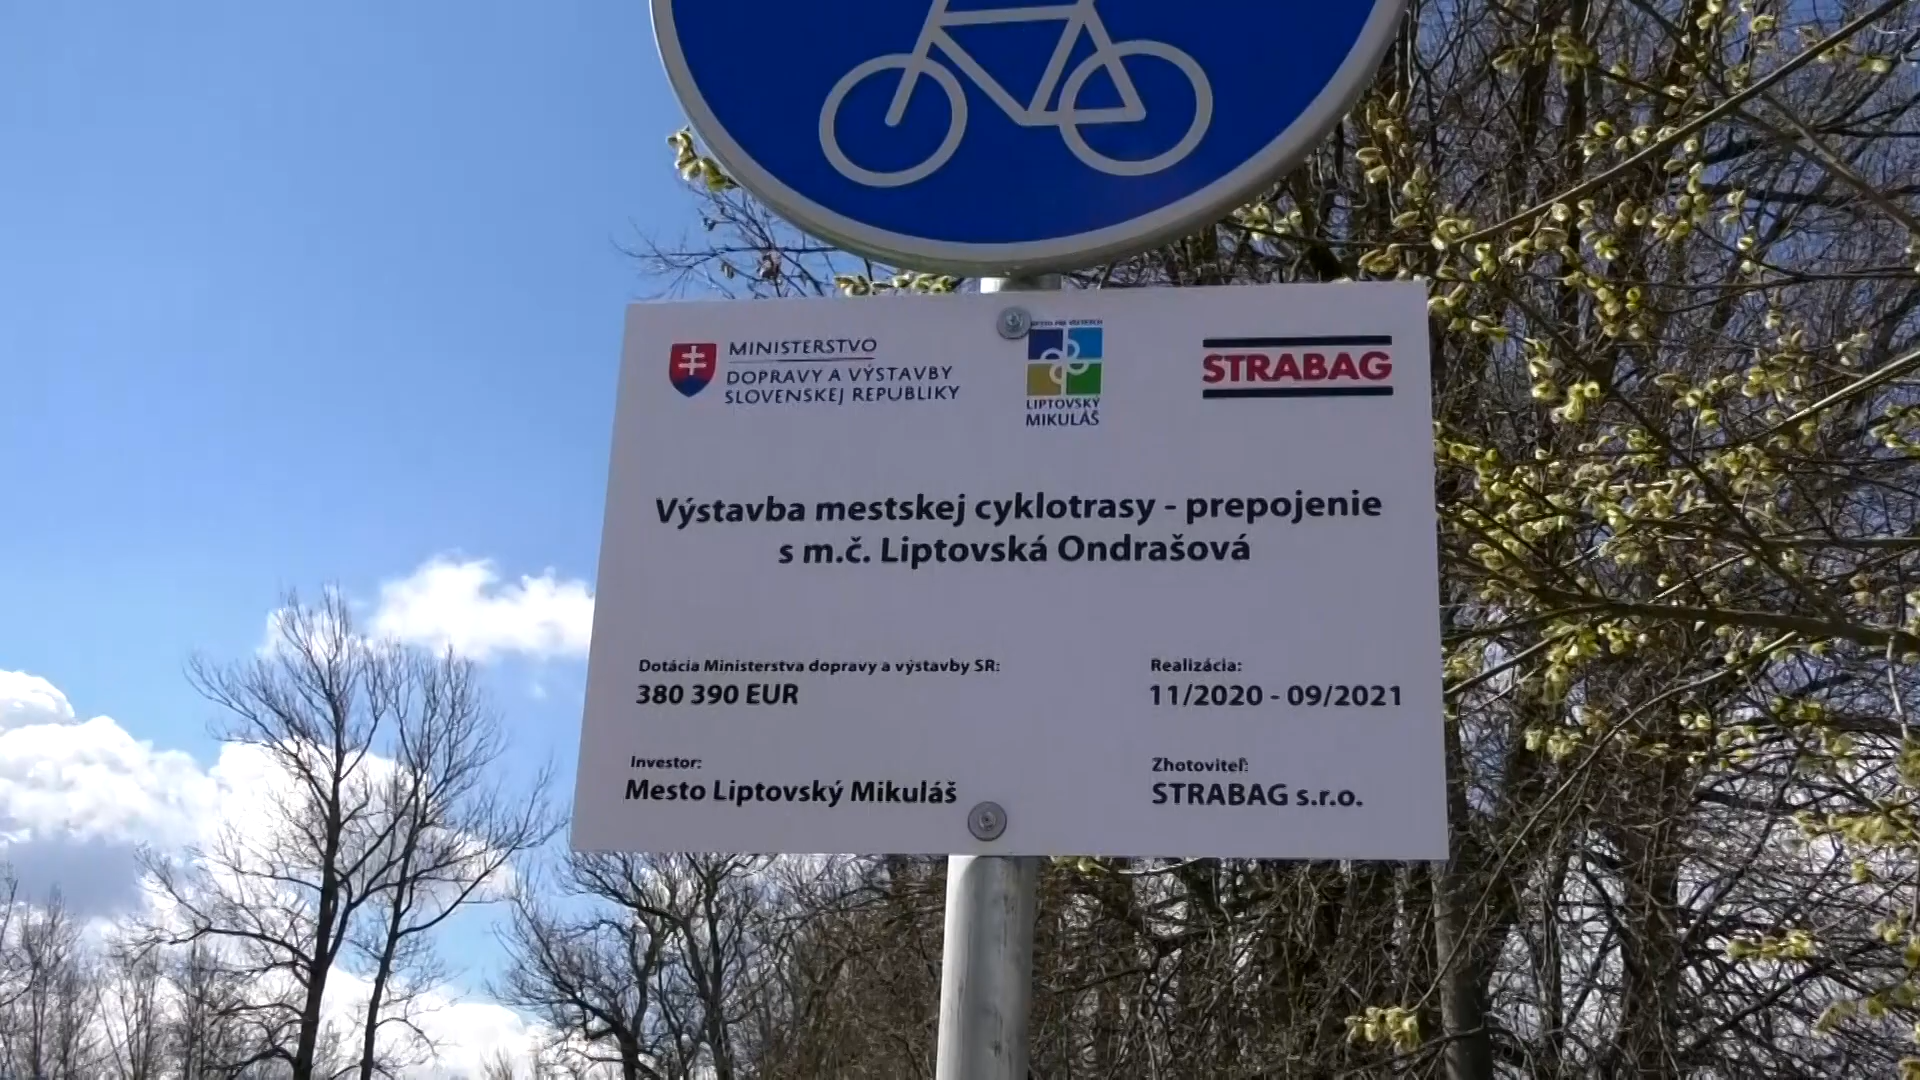 MINISTERSTVO
DOPRAVY A VÝSTAVBY
SLOVENSKEJ REPUBLIKY
LIPTOVSKÝ
MIKULÁŠ
STRABAG
Výstavba mestskej cyklotrasy - prepojenie
s m.č. Liptovská Ondrašová
Dotácia Ministerstva dopravy a výstavby SR:
380 390 EUR
Realizácia:
11/2020 - 09/2021
Investor:
Mesto Liptovský Mikuláš
Zhotoviteľ:
STRABAG s.r.o.